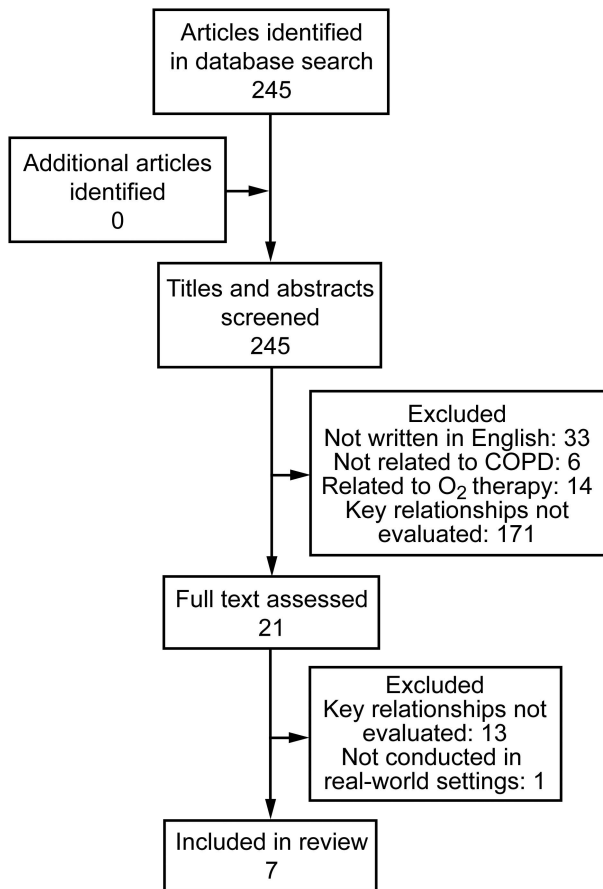 Articles identified
in database search
245
Additional articles
identified
0
Titles and abstracts
screened
245
Excluded
Not written in English: 33
Not related to COPD: 6
Related to O₂ therapy: 14
Key relationships not
evaluated: 171
Full text assessed
21
Excluded
Key relationships not
evaluated: 13
Not conducted in
real-world settings: 1
Included in review
7